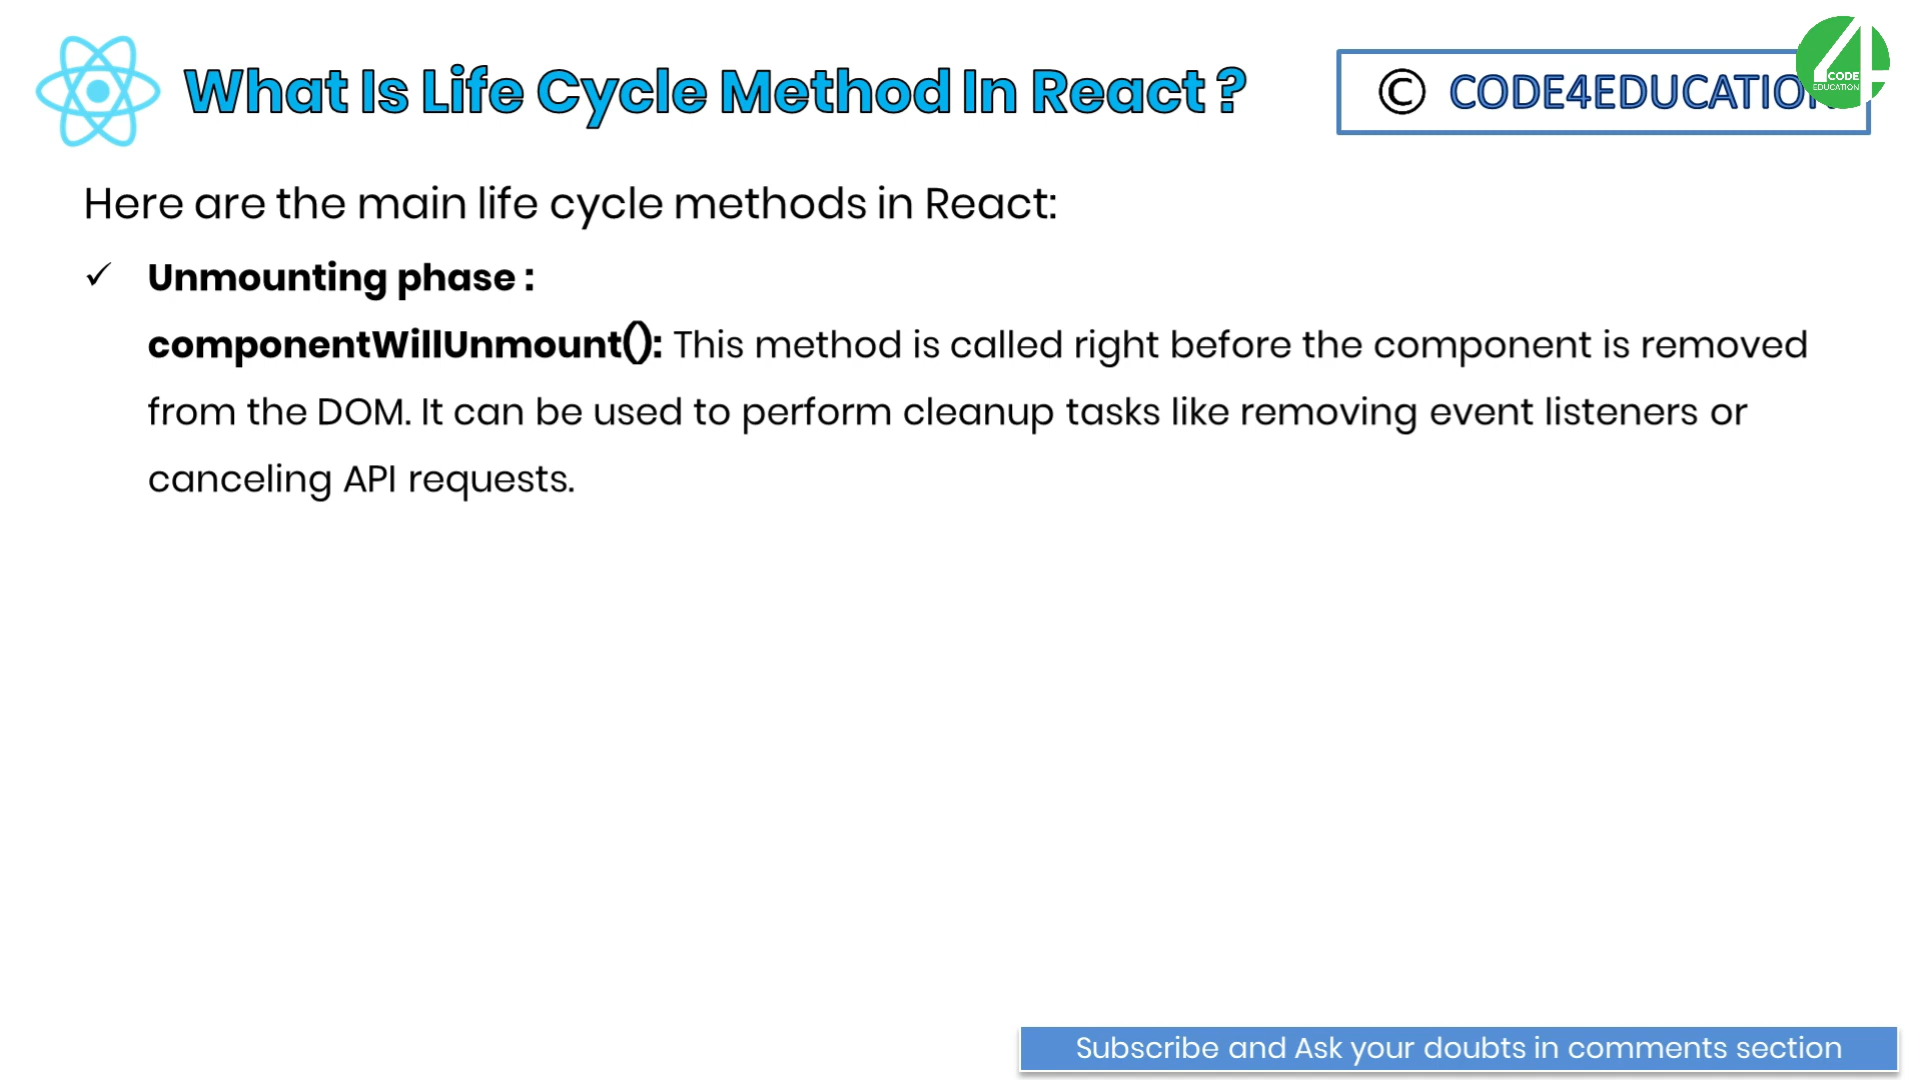 What Is Life Cycle Method In React ?
© CODE4EDUCATION
CODE
EDUCATION
Here are the main life cycle methods in React:
✓ Unmounting phase :
componentWillUnmount(): This method is called right before the component is removed
from the DOM. It can be used to perform cleanup tasks like removing event listeners or
canceling API requests.
Subscribe and Ask your doubts in comments section